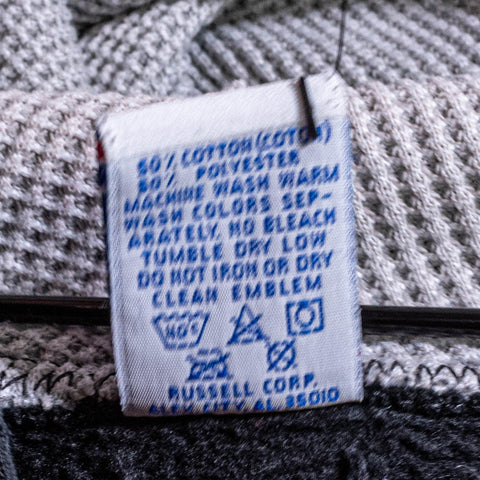 50% COTTON (COTON)
50% POLYESTER
MACHINE WASH WARM
WASH COLORS SEP-
ARATELY, NO BLEACH
TUMBLE DRY LOW
DO NOT IRON OR DRY
CLEAN EMBLEM
RUSSELL CORP.
ALEX CITY AL 35010